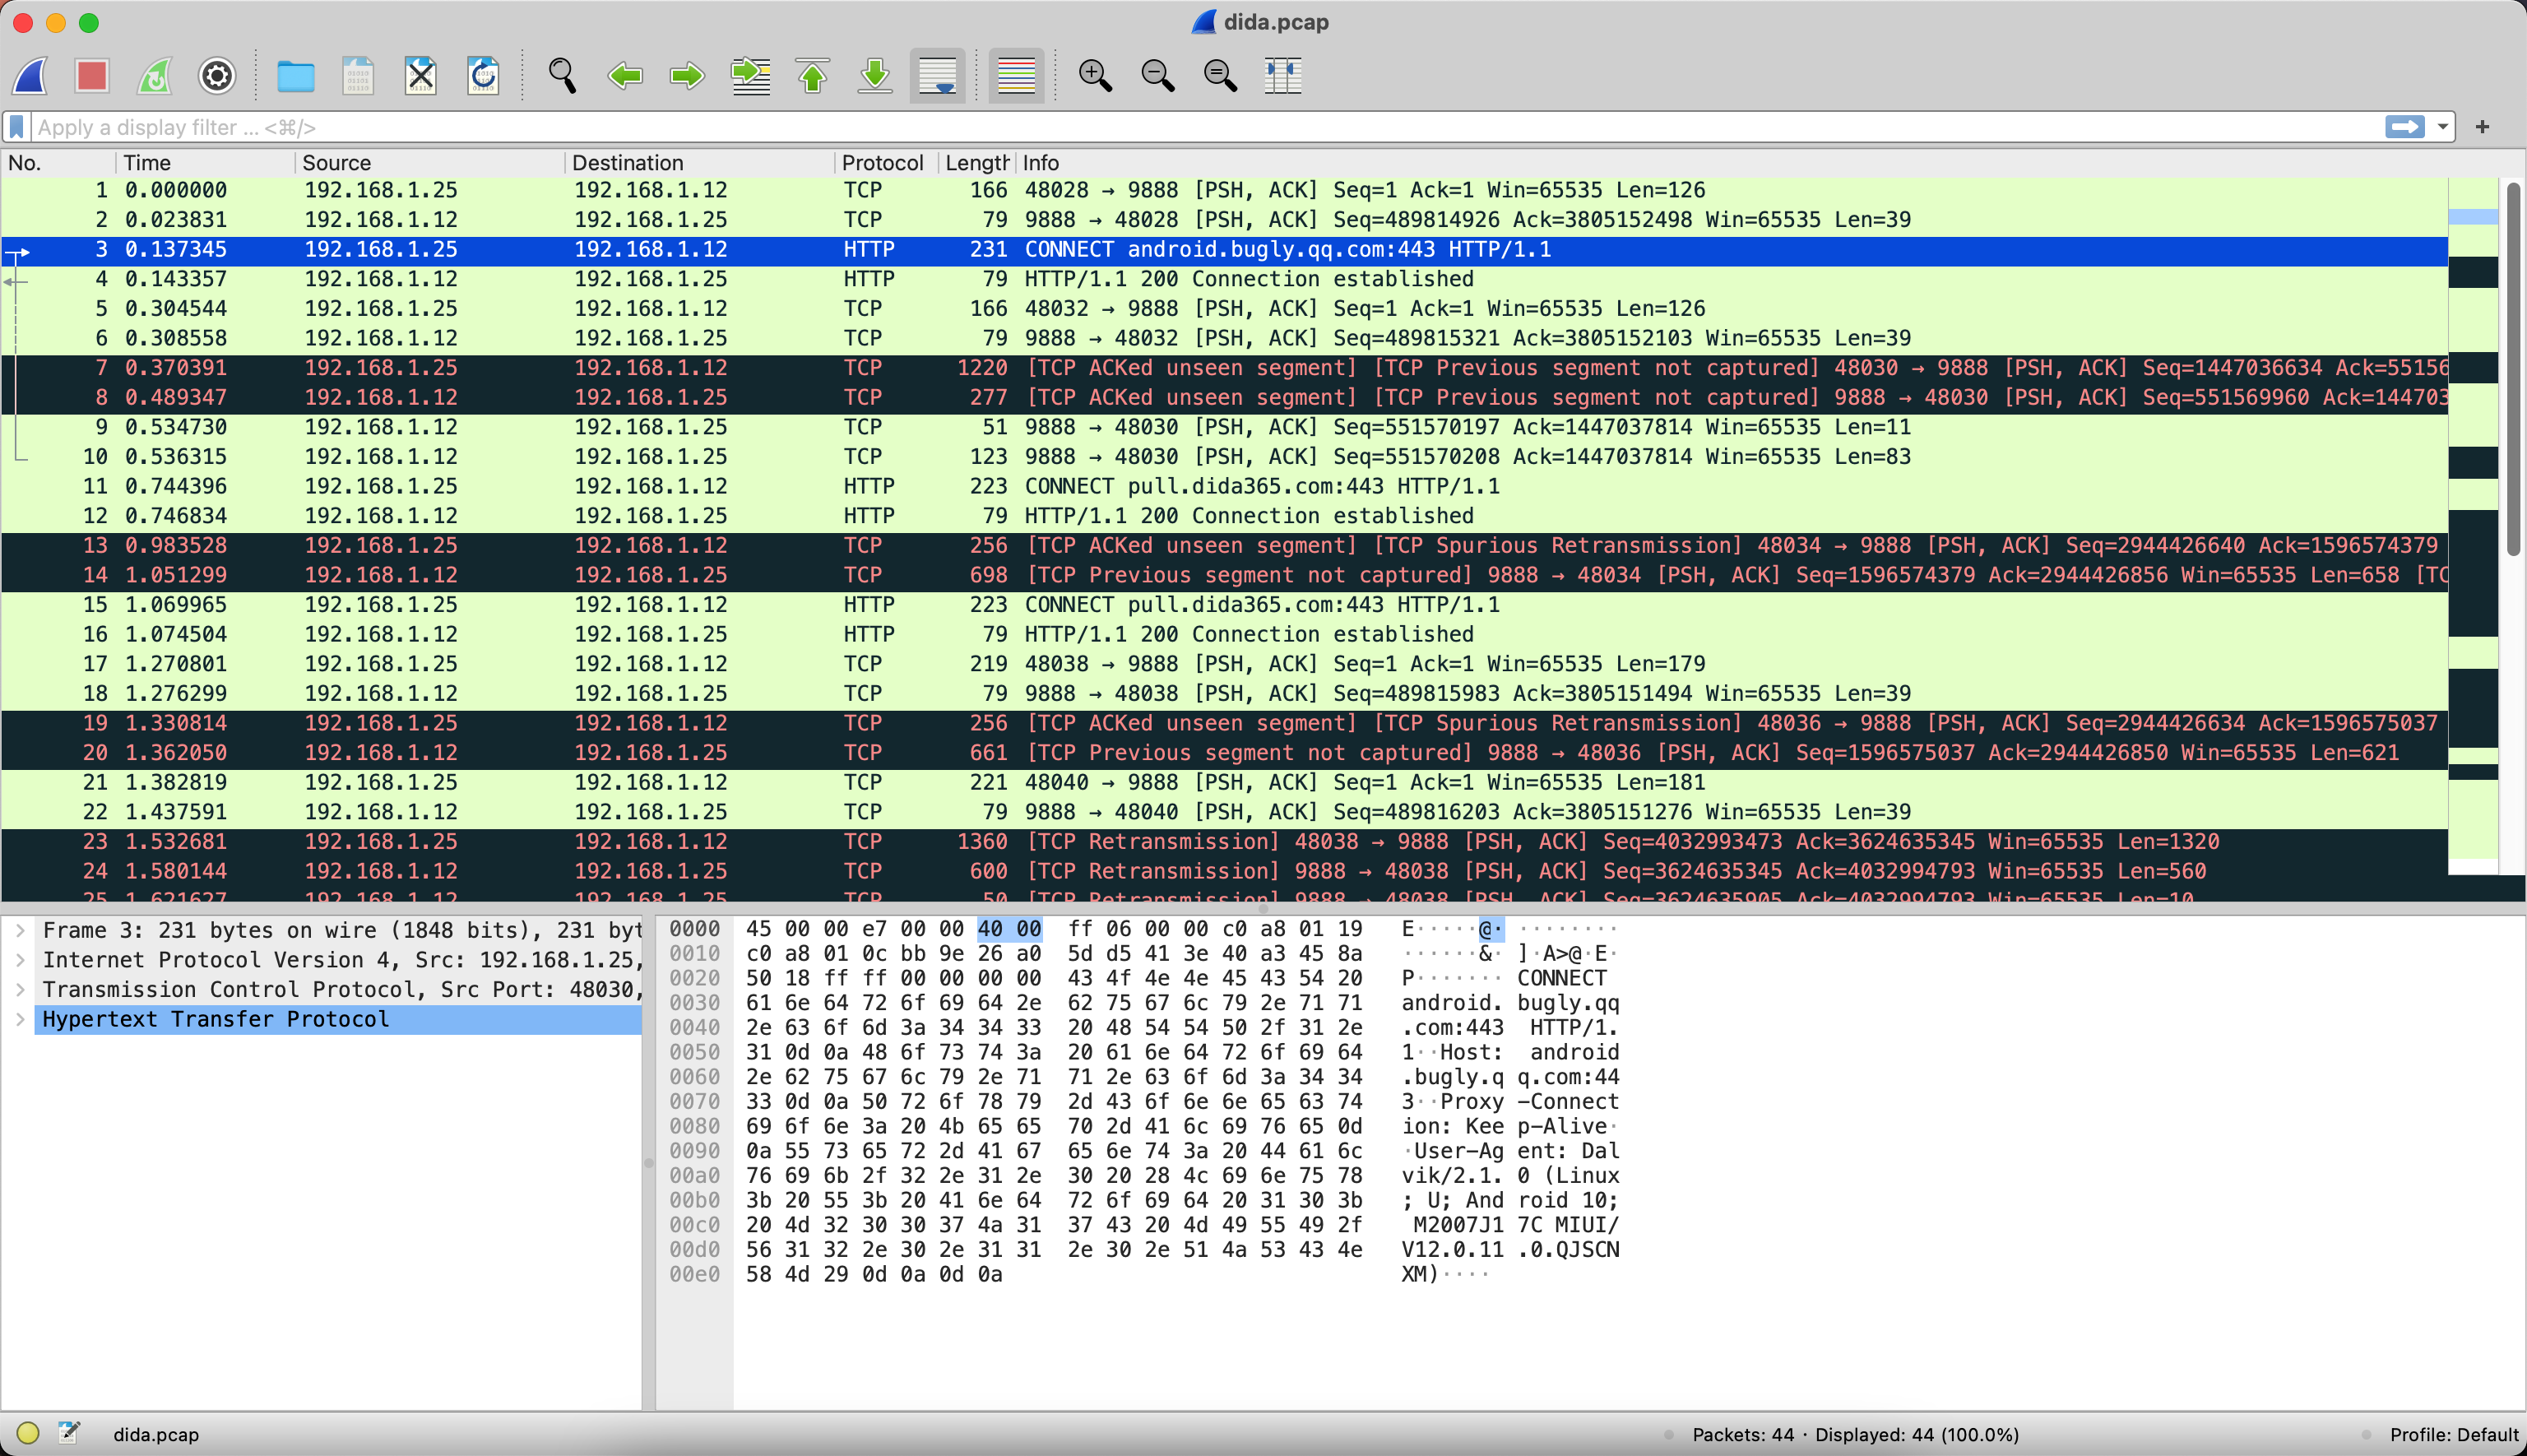 dida.pcap
Apply a display filter ... <⌘/>
No. Time Source Destination Protocol Length Info
1 0.000000 192.168.1.25 192.168.1.12 TCP 166 48028 → 9888 [PSH, ACK] Seq=1 Ack=1 Win=65535 Len=126
2 0.023831 192.168.1.12 192.168.1.25 TCP 79 9888 → 48028 [PSH, ACK] Seq=489814926 Ack=3805152498 Win=65535 Len=39
3 0.137345 192.168.1.25 192.168.1.12 HTTP 231 CONNECT android.bugly.qq.com:443 HTTP/1.1
4 0.143357 192.168.1.12 192.168.1.25 HTTP 79 HTTP/1.1 200 Connection established
5 0.304544 192.168.1.25 192.168.1.12 TCP 166 48032 → 9888 [PSH, ACK] Seq=1 Ack=1 Win=65535 Len=126
6 0.308558 192.168.1.12 192.168.1.25 TCP 79 9888 → 48032 [PSH, ACK] Seq=489815321 Ack=3805152103 Win=65535 Len=39
7 0.370391 192.168.1.25 192.168.1.12 TCP 1220 [TCP ACKed unseen segment] [TCP Previous segment not captured] 48030 → 9888 [PSH, ACK] Seq=1447036634 Ack=55156
8 0.489347 192.168.1.12 192.168.1.25 TCP 277 [TCP ACKed unseen segment] [TCP Previous segment not captured] 9888 → 48030 [PSH, ACK] Seq=551569960 Ack=144703
9 0.534730 192.168.1.12 192.168.1.25 TCP 51 9888 → 48030 [PSH, ACK] Seq=551570197 Ack=1447037814 Win=65535 Len=11
10 0.536315 192.168.1.12 192.168.1.25 TCP 123 9888 → 48030 [PSH, ACK] Seq=551570208 Ack=1447037814 Win=65535 Len=83
11 0.744396 192.168.1.25 192.168.1.12 HTTP 223 CONNECT pull.dida365.com:443 HTTP/1.1
12 0.746834 192.168.1.12 192.168.1.25 HTTP 79 HTTP/1.1 200 Connection established
13 0.983528 192.168.1.25 192.168.1.12 TCP 256 [TCP ACKed unseen segment] [TCP Spurious Retransmission] 48034 → 9888 [PSH, ACK] Seq=2944426640 Ack=1596574379
14 1.051299 192.168.1.12 192.168.1.25 TCP 698 [TCP Previous segment not captured] 9888 → 48034 [PSH, ACK] Seq=1596574379 Ack=2944426856 Win=65535 Len=658 [TC
15 1.069965 192.168.1.25 192.168.1.12 HTTP 223 CONNECT pull.dida365.com:443 HTTP/1.1
16 1.074504 192.168.1.12 192.168.1.25 HTTP 79 HTTP/1.1 200 Connection established
17 1.270801 192.168.1.25 192.168.1.12 TCP 219 48038 → 9888 [PSH, ACK] Seq=1 Ack=1 Win=65535 Len=179
18 1.276299 192.168.1.12 192.168.1.25 TCP 79 9888 → 48038 [PSH, ACK] Seq=489815983 Ack=3805151494 Win=65535 Len=39
19 1.330814 192.168.1.25 192.168.1.12 TCP 256 [TCP ACKed unseen segment] [TCP Spurious Retransmission] 48036 → 9888 [PSH, ACK] Seq=2944426634 Ack=1596575037
20 1.362050 192.168.1.12 192.168.1.25 TCP 661 [TCP Previous segment not captured] 9888 → 48036 [PSH, ACK] Seq=1596575037 Ack=2944426850 Win=65535 Len=621
21 1.382819 192.168.1.25 192.168.1.12 TCP 221 48040 → 9888 [PSH, ACK] Seq=1 Ack=1 Win=65535 Len=181
22 1.437591 192.168.1.12 192.168.1.25 TCP 79 9888 → 48040 [PSH, ACK] Seq=489816203 Ack=3805151276 Win=65535 Len=39
23 1.532681 192.168.1.25 192.168.1.12 TCP 1360 [TCP Retransmission] 48038 → 9888 [PSH, ACK] Seq=4032993473 Ack=3624635345 Win=65535 Len=1320
24 1.580144 192.168.1.12 192.168.1.25 TCP 600 [TCP Retransmission] 9888 → 48038 [PSH, ACK] Seq=3624635345 Ack=4032994793 Win=65535 Len=560
25 1.621627 192.168.1.12 192.168.1.25 TCP 50 [TCP Retransmission] 9888 → 48038 [PSH, ACK] Seq=3624635905 Ack=4032994793 Win=65535 Len=10
Frame 3: 231 bytes on wire (1848 bits), 231 byt
Internet Protocol Version 4, Src: 192.168.1.25,
Transmission Control Protocol, Src Port: 48030,
Hypertext Transfer Protocol
0000 45 00 00 e7 00 00 40 00 ff 06 00 00 c0 a8 01 19 E·····@· ········
0010 c0 a8 01 0c bb 9e 26 a0 5d d5 41 3e 40 a3 45 8a ······&· ]·A>@·E·
0020 50 18 ff ff 00 00 00 00 43 4f 4e 4e 45 43 54 20 P······· CONNECT
0030 61 6e 64 72 6f 69 64 2e 62 75 67 6c 79 2e 71 71 android. bugly.qq
0040 2e 63 6f 6d 3a 34 34 33 20 48 54 54 50 2f 31 2e .com:443 HTTP/1.
0050 31 0d 0a 48 6f 73 74 3a 20 61 6e 64 72 6f 69 64 1··Host: android
0060 2e 62 75 67 6c 79 2e 71 71 2e 63 6f 6d 3a 34 34 .bugly.q q.com:44
0070 33 0d 0a 50 72 6f 78 79 2d 43 6f 6e 6e 65 63 74 3··Proxy -Connect
0080 69 6f 6e 3a 20 4b 65 65 70 2d 41 6c 69 76 65 0d ion: Kee p-Alive·
0090 0a 55 73 65 72 2d 41 67 65 6e 74 3a 20 44 61 6c ·User-Ag ent: Dal
00a0 76 69 6b 2f 32 2e 31 2e 30 20 28 4c 69 6e 75 78 vik/2.1. 0 (Linux
00b0 3b 20 55 3b 20 41 6e 64 72 6f 69 64 20 31 30 3b ; U; And roid 10;
00c0 20 4d 32 30 30 37 4a 31 37 43 20 4d 49 55 49 2f M2007J1 7C MIUI/
00d0 56 31 32 2e 30 2e 31 31 2e 30 2e 51 4a 53 43 4e V12.0.11 .0.QJSCN
00e0 58 4d 29 0d 0a 0d 0a XM)····
dida.pcap
Packets: 44 · Displayed: 44 (100.0%)
Profile: Default